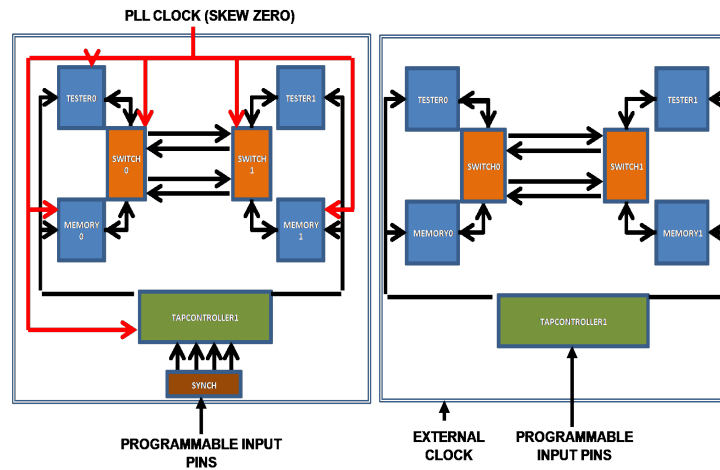 PLL CLOCK (SKEW ZERO)
TESTER0
TESTER1
SWITCH
0
SWITCH
1
MEMORY
0
MEMORY
1
TAPCONTROLLER1
SYNCH
PROGRAMMABLE INPUT
PINS
TESTER0
TESTER1
SWITCH0
SWITCH1
MEMORY0
MEMORY1
TAPCONTROLLER1
EXTERNAL
CLOCK
PROGRAMMABLE
INPUT PINS